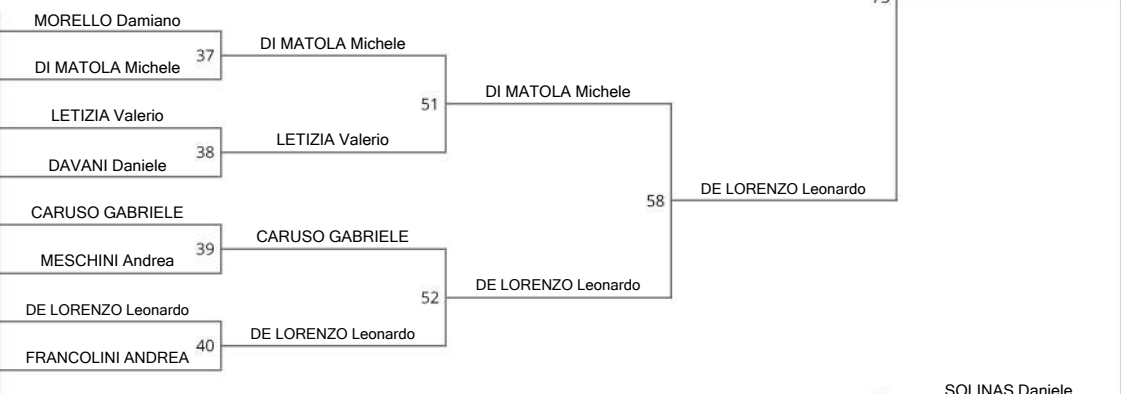 MORELLO Damiano
37
DI MATOLA Michele
DI MATOLA Michele
51
DI MATOLA Michele
LETIZIA Valerio
38
LETIZIA Valerio
DAVANI Daniele
58
DE LORENZO Leonardo
CARUSO GABRIELE
39
CARUSO GABRIELE
MESCHINI Andrea
52
DE LORENZO Leonardo
DE LORENZO Leonardo
40
DE LORENZO Leonardo
FRANCOLINI ANDREA
SOLINAS Daniele